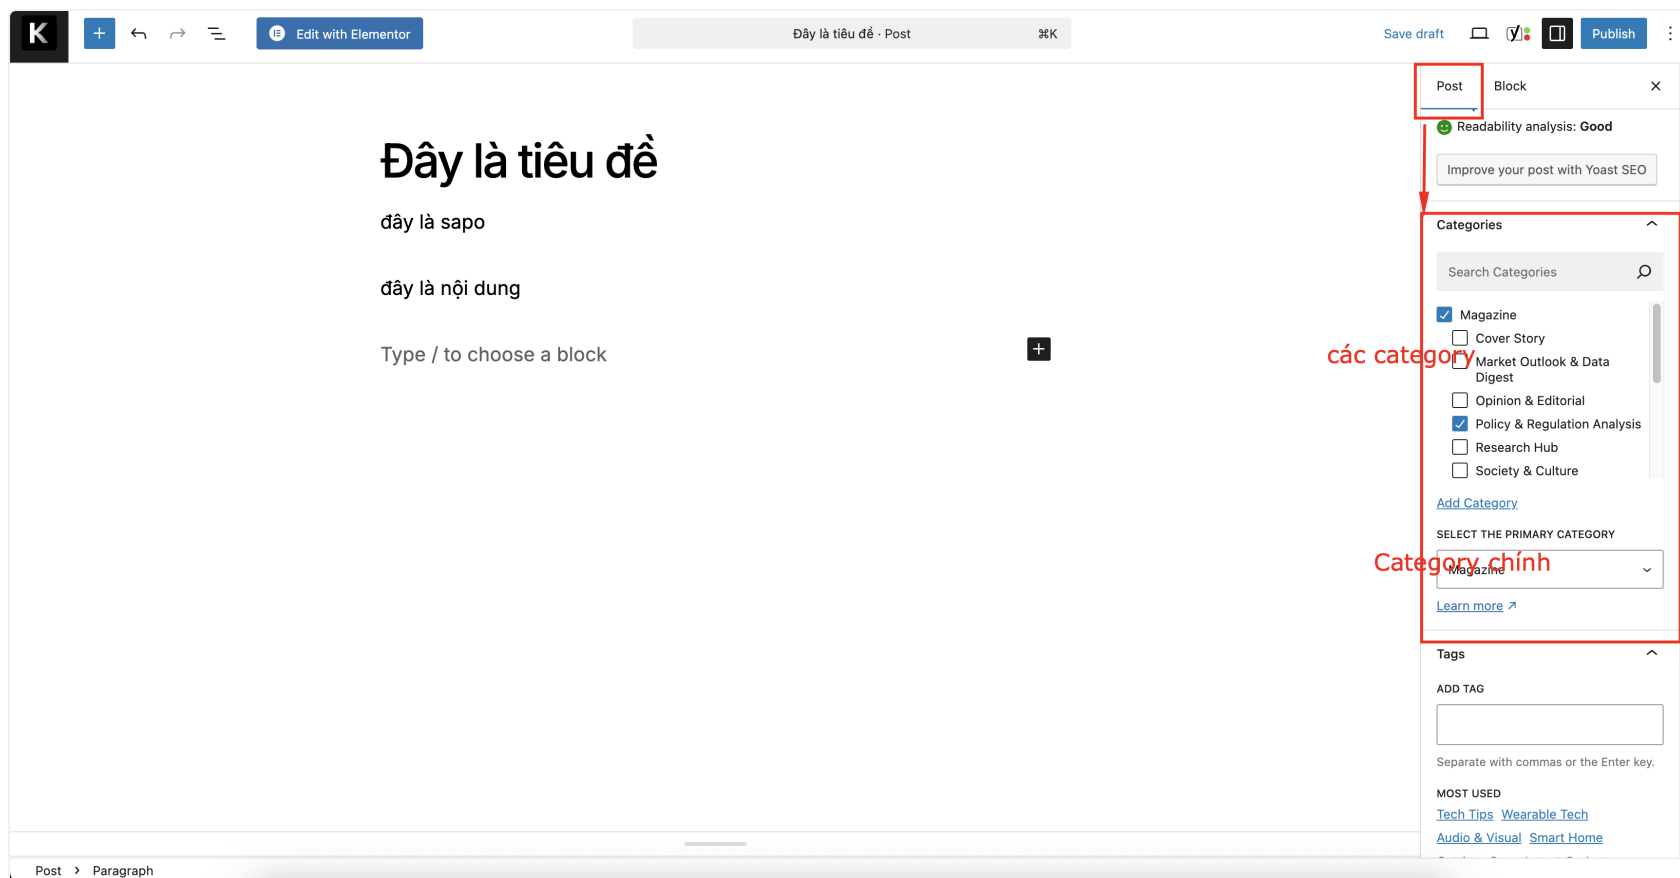 K
Edit with Elementor
Đây là tiêu đề · Post
⌘K
Save draft
Publish
Post
Block
Readability analysis: Good
Improve your post with Yoast SEO
Đây là tiêu đề
đây là sapo
đây là nội dung
Type / to choose a block
Categories
Search Categories
Magazine
Cover Story
các category
Market Outlook & Data
Digest
Opinion & Editorial
Policy & Regulation Analysis
Research Hub
Society & Culture
Add Category
SELECT THE PRIMARY CATEGORY
Category chính
Magazine
Learn more ↗
Tags
ADD TAG
Separate with commas or the Enter key.
MOST USED
Tech Tips Wearable Tech
Audio & Visual Smart Home
Post > Paragraph